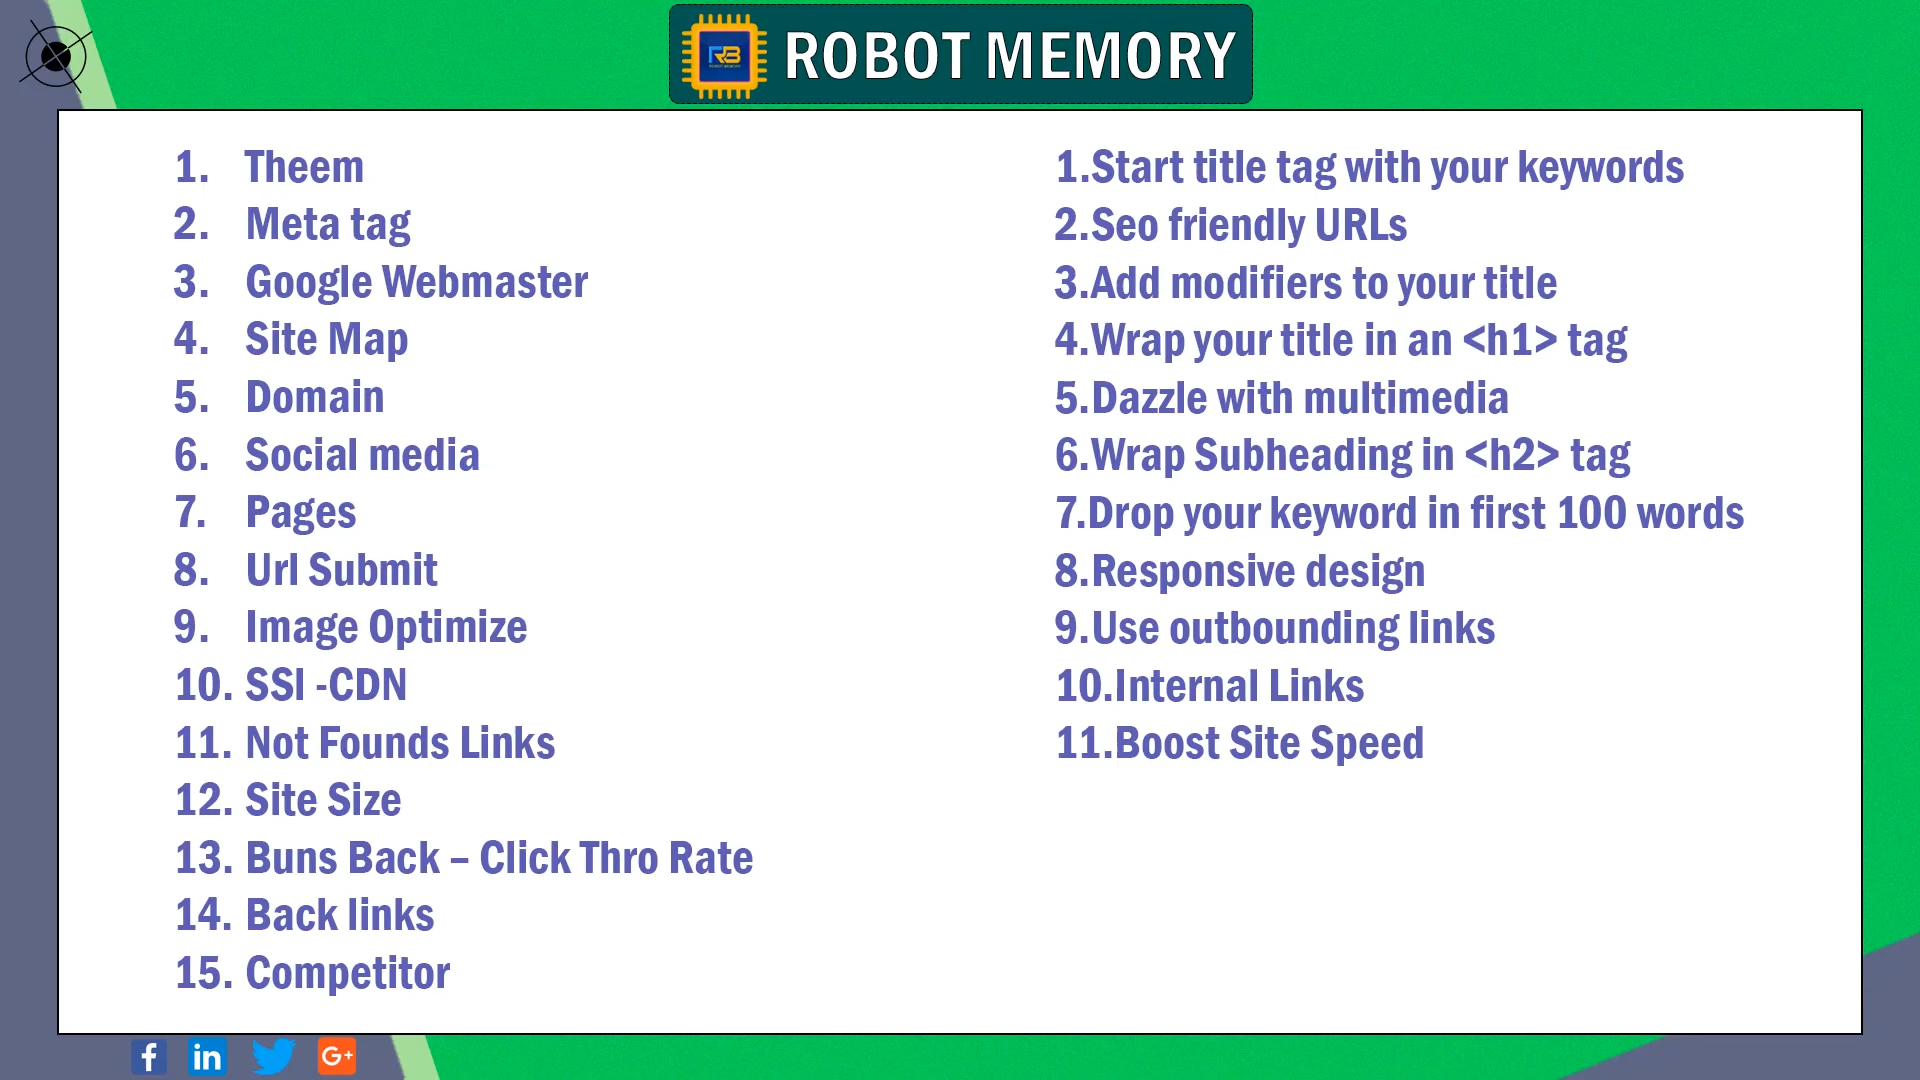 ROBOT MEMORY
1. Theem
2. Meta tag
3. Google Webmaster
4. Site Map
5. Domain
6. Social media
7. Pages
8. Url Submit
9. Image Optimize
10. SSI -CDN
11. Not Founds Links
12. Site Size
13. Buns Back – Click Thro Rate
14. Back links
15. Competitor
1.Start title tag with your keywords
2.Seo friendly URLs
3.Add modifiers to your title
4.Wrap your title in an <h1> tag
5.Dazzle with multimedia
6.Wrap Subheading in <h2> tag
7.Drop your keyword in first 100 words
8.Responsive design
9.Use outbounding links
10.Internal Links
11.Boost Site Speed
f in G+